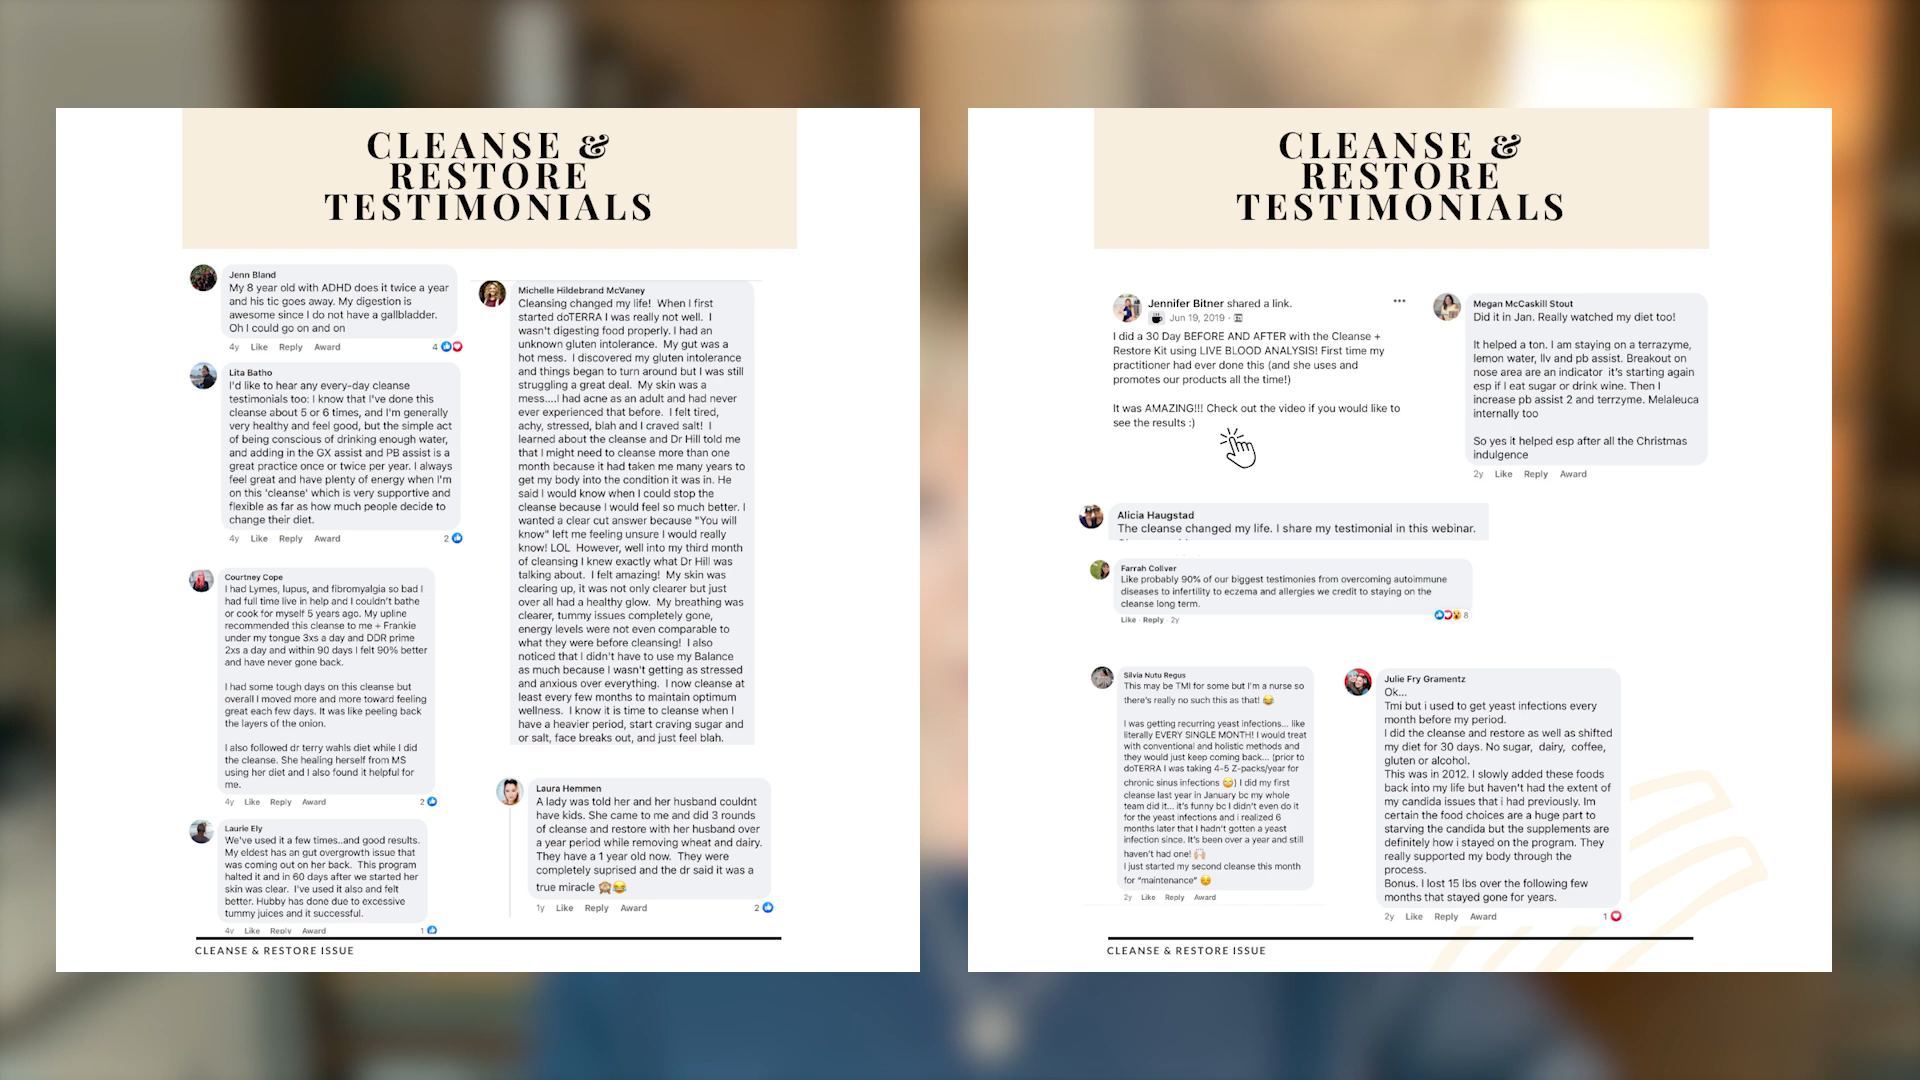 CLEANSE &
RESTORE
TESTIMONIALS
Jenn Bland
My 8 year old with ADHD does it twice a year
and his tic goes away. My digestion is
awesome since I do not have a gallbladder.
Oh I could go on and on
4y Like Reply Award 4
Lita Batho
I'd like to hear any every-day cleanse
testimonials too: I know that I've done this
cleanse about 5 or 6 times, and I'm generally
very healthy and feel good, but the simple act
of being conscious of drinking enough water,
and adding in the GX assist and PB assist is a
great practice once or twice per year. I always
feel great and have plenty of energy when I'm
on this 'cleanse' which is very supportive and
flexible as far as how much people decide to
change their diet.
4y Like Reply Award 2
Courtney Cope
I had Lymes, lupus, and fibromyalgia so bad I
had full time live in help and I couldn't bathe
or cook for myself 5 years ago. My upline
recommended this cleanse to me + Frankie
under my tongue 3xs a day and DDR prime
2xs a day and within 90 days I felt 90% better
and have never gone back.
I had some tough days on this cleanse but
overall I moved more and more toward feeling
great each few days. It was like peeling back
the layers of the onion.
I also followed dr terry wahls diet while I did
the cleanse. She healing herself from MS
using her diet and I also found it helpful for
me.
4y Like Reply Award 2
Laurie Ely
We've used it a few times..and good results.
My eldest has an gut overgrowth issue that
was coming out on her back. This program
halted it and in 60 days after we started her
skin was clear. I've used it also and felt
better. Hubby has done due to excessive
tummy juices and it successful.
4y Like Reply Award 1
Michelle Hildebrand McVaney
Cleansing changed my life! When I first
started doTERRA I was really not well. I
wasn't digesting food properly. I had an
unknown gluten intolerance. My gut was a
hot mess. I discovered my gluten intolerance
and things began to turn around but I was still
struggling a great deal. My skin was a
mess....I had acne as an adult and had never
ever experienced that before. I felt tired,
achy, stressed, blah and I craved salt! I
learned about the cleanse and Dr Hill told me
that I might need to cleanse more than one
month because it had taken me many years to
get my body into the condition it was in. He
said I would know when I could stop the
cleanse because I would feel so much better. I
wanted a clear cut answer because "You will
know" left me feeling unsure I would really
know! LOL However, well into my third month
of cleansing I knew exactly what Dr Hill was
talking about. I felt amazing! My skin was
clearing up, it was not only clearer but just
over all had a healthy glow. My breathing was
clearer, tummy issues completely gone,
energy levels were not even comparable to
what they were before cleansing! I also
noticed that I didn't have to use my Balance
as much because I wasn't getting as stressed
and anxious over everything. I now cleanse at
least every few months to maintain optimum
wellness. I know it is time to cleanse when I
have a heavier period, start craving sugar and
or salt, face breaks out, and just feel blah.
Laura Hemmen
A lady was told her and her husband couldnt
have kids. She came to me and did 3 rounds
of cleanse and restore with her husband over
a year period while removing wheat and dairy.
They have a 1 year old now. They were
completely suprised and the dr said it was a
true miracle 🙈😂
1y Like Reply Award 2
CLEANSE & RESTORE ISSUE
CLEANSE &
RESTORE
TESTIMONIALS
Jennifer Bitner shared a link.
Jun 19, 2019
I did a 30 Day BEFORE AND AFTER with the Cleanse +
Restore Kit using LIVE BLOOD ANALYSIS! First time my
practitioner had ever done this (and she uses and
promotes our products all the time!)
It was AMAZING!!! Check out the video if you would like to
see the results :)
Megan McCaskill Stout
Did it in Jan. Really watched my diet too!
It helped a ton. I am staying on a terrazyme,
lemon water, llv and pb assist. Breakout on
nose area are an indicator it's starting again
esp if I eat sugar or drink wine. Then I
increase pb assist 2 and terrzyme. Melaleuca
internally too
So yes it helped esp after all the Christmas
indulgence
2y Like Reply Award
Alicia Haugstad
The cleanse changed my life. I share my testimonial in this webinar.
Farrah Collver
Like probably 90% of our biggest testimonies from overcoming autoimmune
diseases to infertility to eczema and allergies we credit to staying on the
cleanse long term.
Like · Reply · 2y 8
Silvia Nutu Regus
This may be TMI for some but I'm a nurse so
there's really no such this as that! 😂
I was getting recurring yeast infections... like
literally EVERY SINGLE MONTH! I would treat
with conventional and holistic methods and
they would just keep coming back... (prior to
doTERRA I was taking 4-5 Z-packs/year for
chronic sinus infections 😅) I did my first
cleanse last year in January bc my whole
team did it... it's funny bc I didn't even do it
for the yeast infections and i realized 6
months later that I hadn't gotten a yeast
infection since. It's been over a year and still
haven't had one! 🙌🏻
I just started my second cleanse this month
for “maintenance” ☺️
2y Like Reply Award
Julie Fry Gramentz
Ok...
Tmi but i used to get yeast infections every
month before my period.
I did the cleanse and restore as well as shifted
my diet for 30 days. No sugar, dairy, coffee,
gluten or alcohol.
This was in 2012. I slowly added these foods
back into my life but haven't had the extent of
my candida issues that i had previously. Im
certain the food choices are a huge part to
starving the candida but the supplements are
definitely how i stayed on the program. They
really supported my body through the
process.
Bonus. I lost 15 lbs over the following few
months that stayed gone for years.
2y Like Reply Award 1
CLEANSE & RESTORE ISSUE